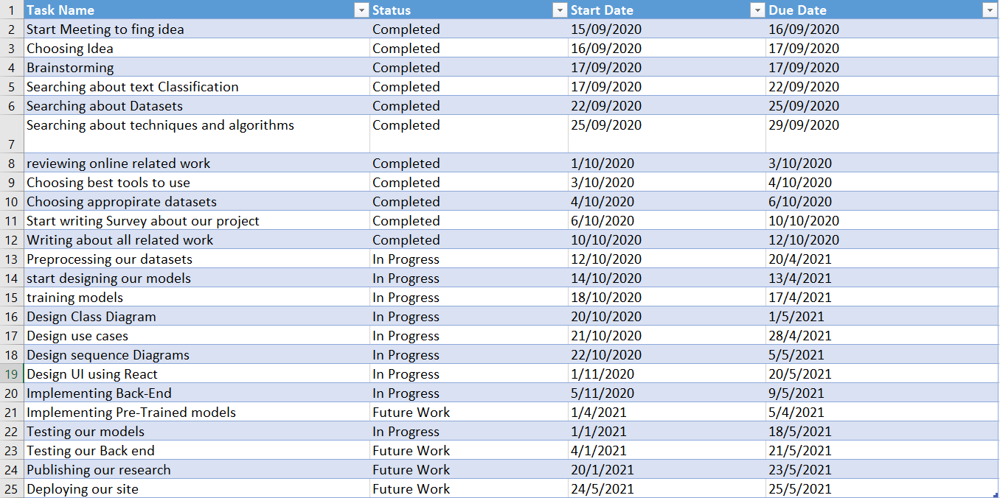 1 Task Name Status Start Date Due Date
2 Start Meeting to fing idea Completed 15/09/2020 16/09/2020
3 Choosing Idea Completed 16/09/2020 17/09/2020
4 Brainstorming Completed 17/09/2020 17/09/2020
5 Searching about text Classification Completed 17/09/2020 22/09/2020
6 Searching about Datasets Completed 22/09/2020 25/09/2020
7 Searching about techniques and algorithms Completed 25/09/2020 29/09/2020
8 reviewing online related work Completed 1/10/2020 3/10/2020
9 Choosing best tools to use Completed 3/10/2020 4/10/2020
10 Choosing appropirate datasets Completed 4/10/2020 6/10/2020
11 Start writing Survey about our project Completed 6/10/2020 10/10/2020
12 Writing about all related work Completed 10/10/2020 12/10/2020
13 Preprocessing our datasets In Progress 12/10/2020 20/4/2021
14 start designing our models In Progress 14/10/2020 13/4/2021
15 training models In Progress 18/10/2020 17/4/2021
16 Design Class Diagram In Progress 20/10/2020 1/5/2021
17 Design use cases In Progress 21/10/2020 28/4/2021
18 Design sequence Diagrams In Progress 22/10/2020 5/5/2021
19 Design UI using React In Progress 1/11/2020 20/5/2021
20 Implementing Back-End In Progress 5/11/2020 9/5/2021
21 Implementing Pre-Trained models Future Work 1/4/2021 5/4/2021
22 Testing our models In Progress 1/1/2021 18/5/2021
23 Testing our Back end Future Work 4/1/2021 21/5/2021
24 Publishing our research Future Work 20/1/2021 23/5/2021
25 Deploying our site Future Work 24/5/2021 25/5/2021